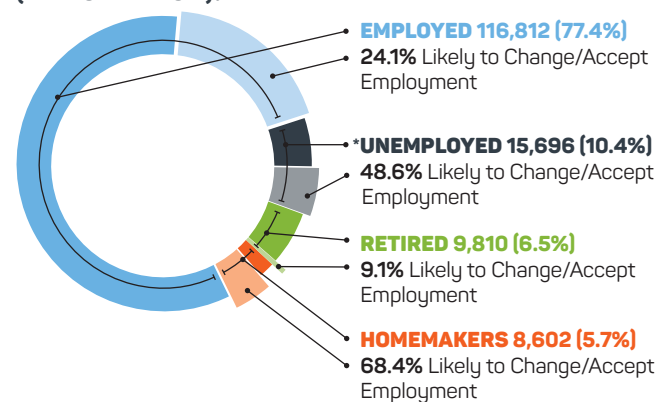 EMPLOYED 116,812 (77.4%)
24.1% Likely to Change/Accept
Employment
*UNEMPLOYED 15,696 (10.4%)
48.6% Likely to Change/Accept
Employment
RETIRED 9,810 (6.5%)
9.1% Likely to Change/Accept
Employment
HOMEMAKERS 8,602 (5.7%)
68.4% Likely to Change/Accept
Employment